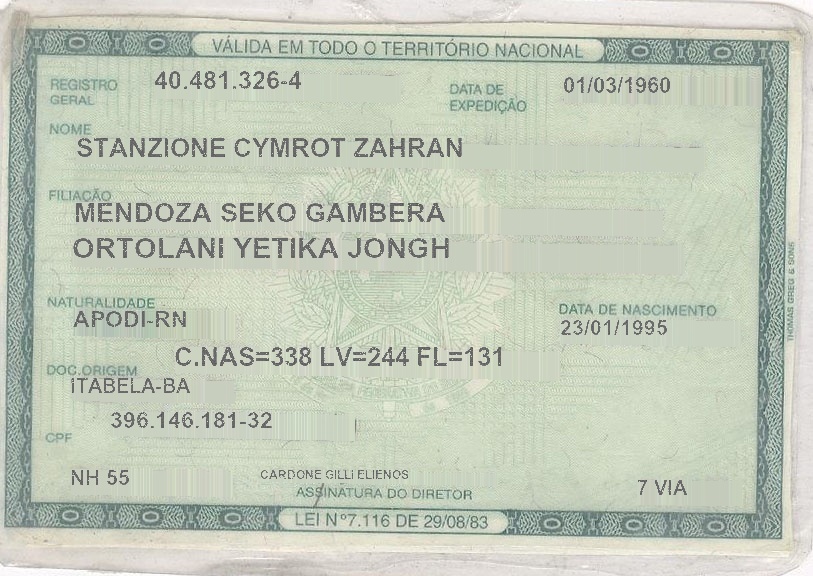 VÁLIDA EM TODO O TERRITÓRIO NACIONAL
REGISTRO GERAL 40.481.326-4 DATA DE EXPEDIÇÃO 01/03/1960
NOME
STANZIONE CYMROT ZAHRAN
FILIAÇÃO
MENDOZA SEKO GAMBERA
ORTOLANI YETIKA JONGH
NATURALIDADE DATA DE NASCIMENTO
APODI-RN 23/01/1995
C.NAS=338 LV=244 FL=131
DOC.ORIGEM
ITABELA-BA
396.146.181-32
CPF
NH 55 CARDONE GILLI ELIENOS 7 VIA
ASSINATURA DO DIRETOR
LEI Nº7.116 DE 29/08/83
THOMAS GREG & SONS